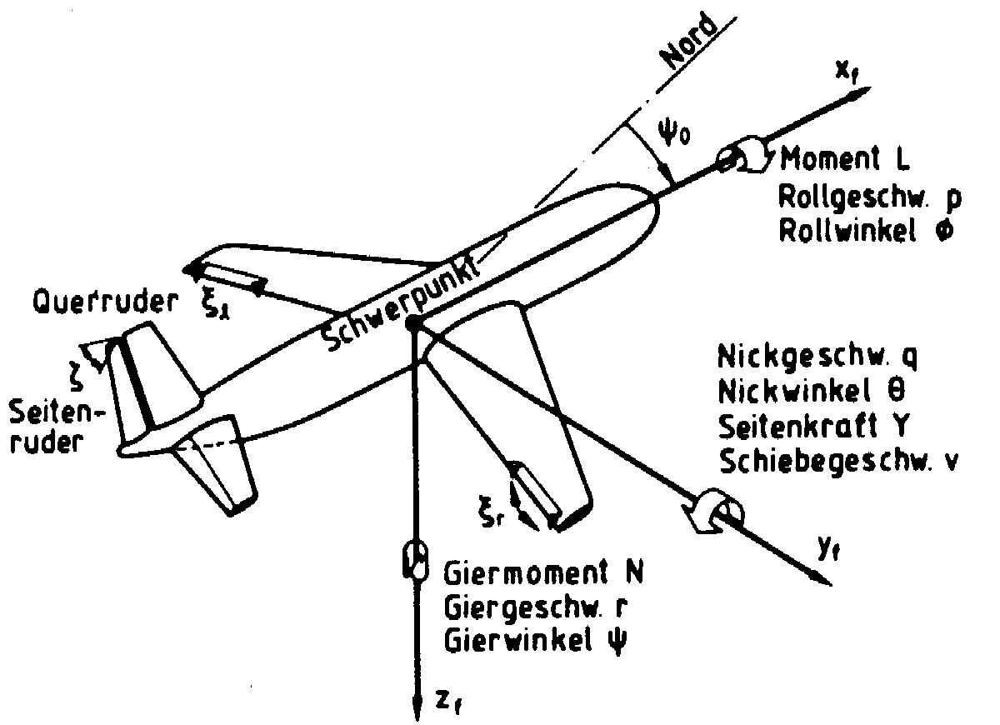 Nord
x_f
ψ₀
Moment L
Rollgeschw. p
Rollwinkel ϕ
Schwerpunkt
Querruder
ξ_l
ζ
Seiten-
ruder
Nickgeschw. q
Nickwinkel θ
Seitenkraft Y
Schiebegeschw. v
ξ_r
y_f
Giermoment N
Giergeschw. r
Gierwinkel ψ
z_f